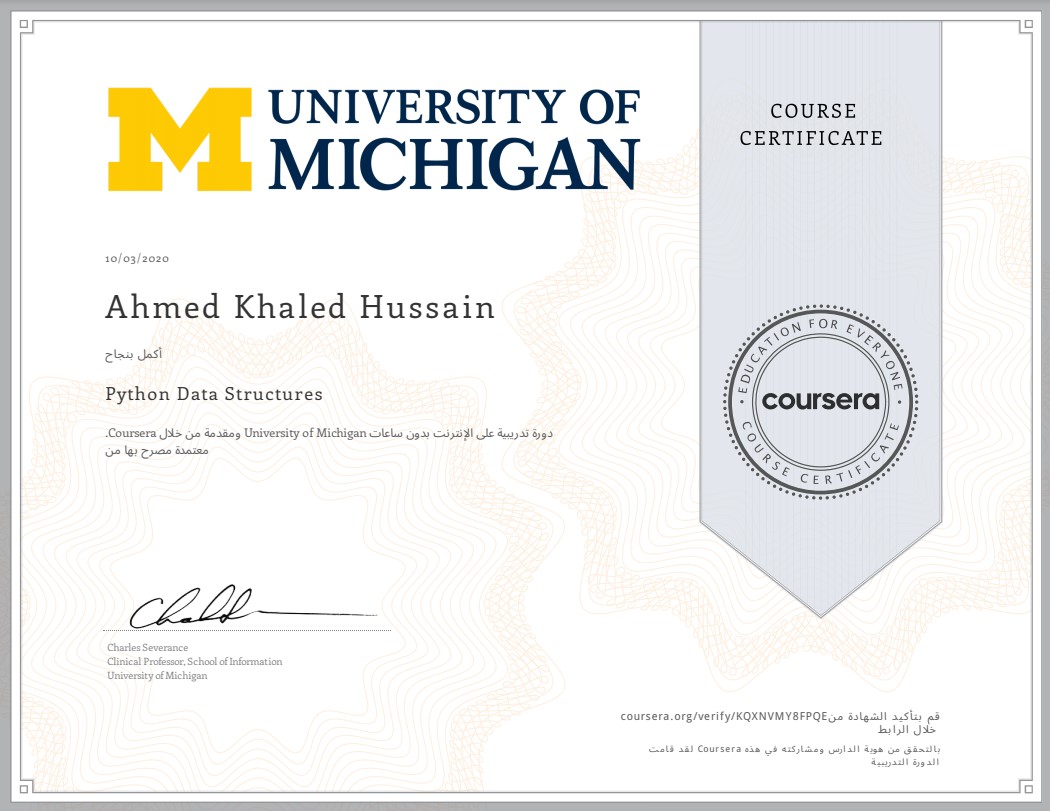 UNIVERSITY OF
MICHIGAN
COURSE
CERTIFICATE
10/03/2020
Ahmed Khaled Hussain
أكمل بنجاح
Python Data Structures
دورة تدريبية على الإنترنت بدون ساعات University of Michigan ومقدمة من خلال Coursera.
معتمدة مصرح بها من
EDUCATION FOR EVERYONE
coursera
COURSE CERTIFICATE
Charles Severance
Clinical Professor, School of Information
University of Michigan
قم بتأكيد الشهادة من coursera.org/verify/KQXNVMY8FPQE
خلال الرابط
بالتحقق من هوية الدارس ومشاركته في هذه Coursera لقد قامت
الدورة التدريبية